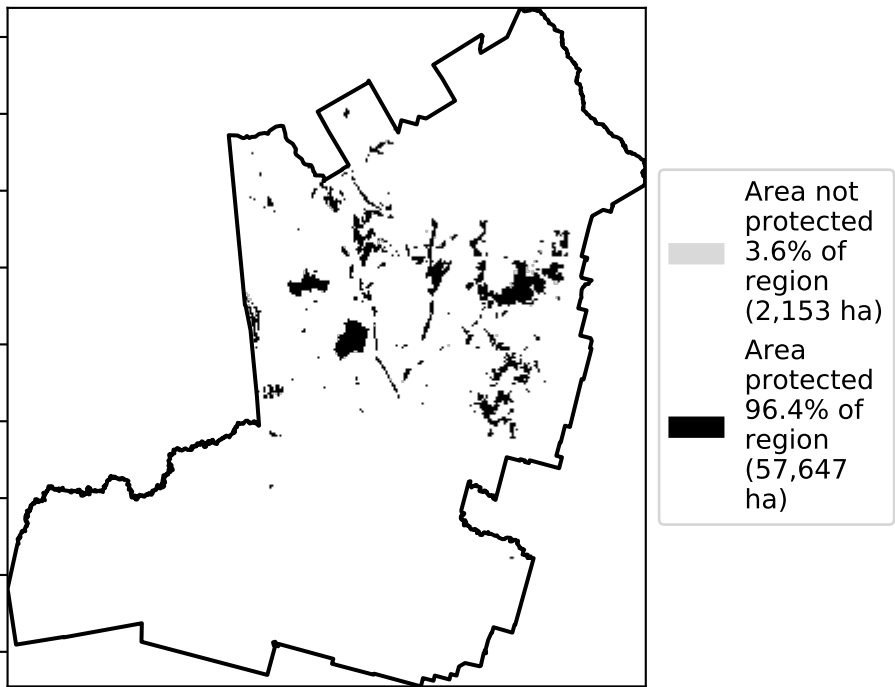 Area not
protected
3.6% of
region
(2,153 ha)
Area
protected
96.4% of
region
(57,647
ha)